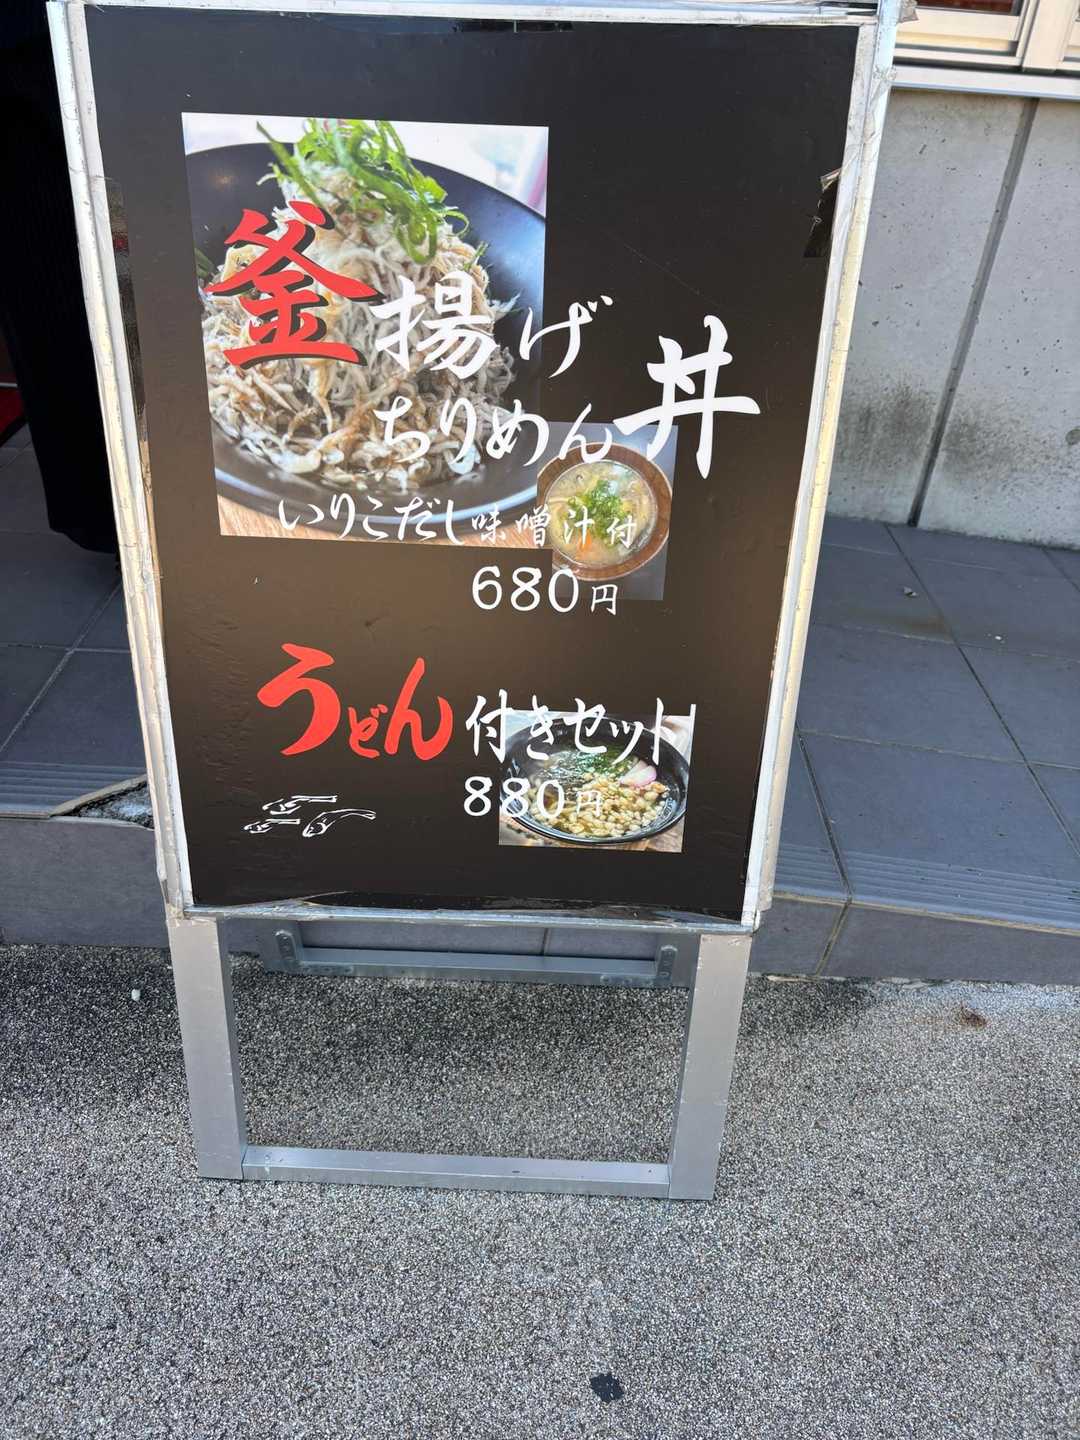 釜揚げ
ちりめん丼
いりこだし味噌汁付
680円
うどん付きセット
880円